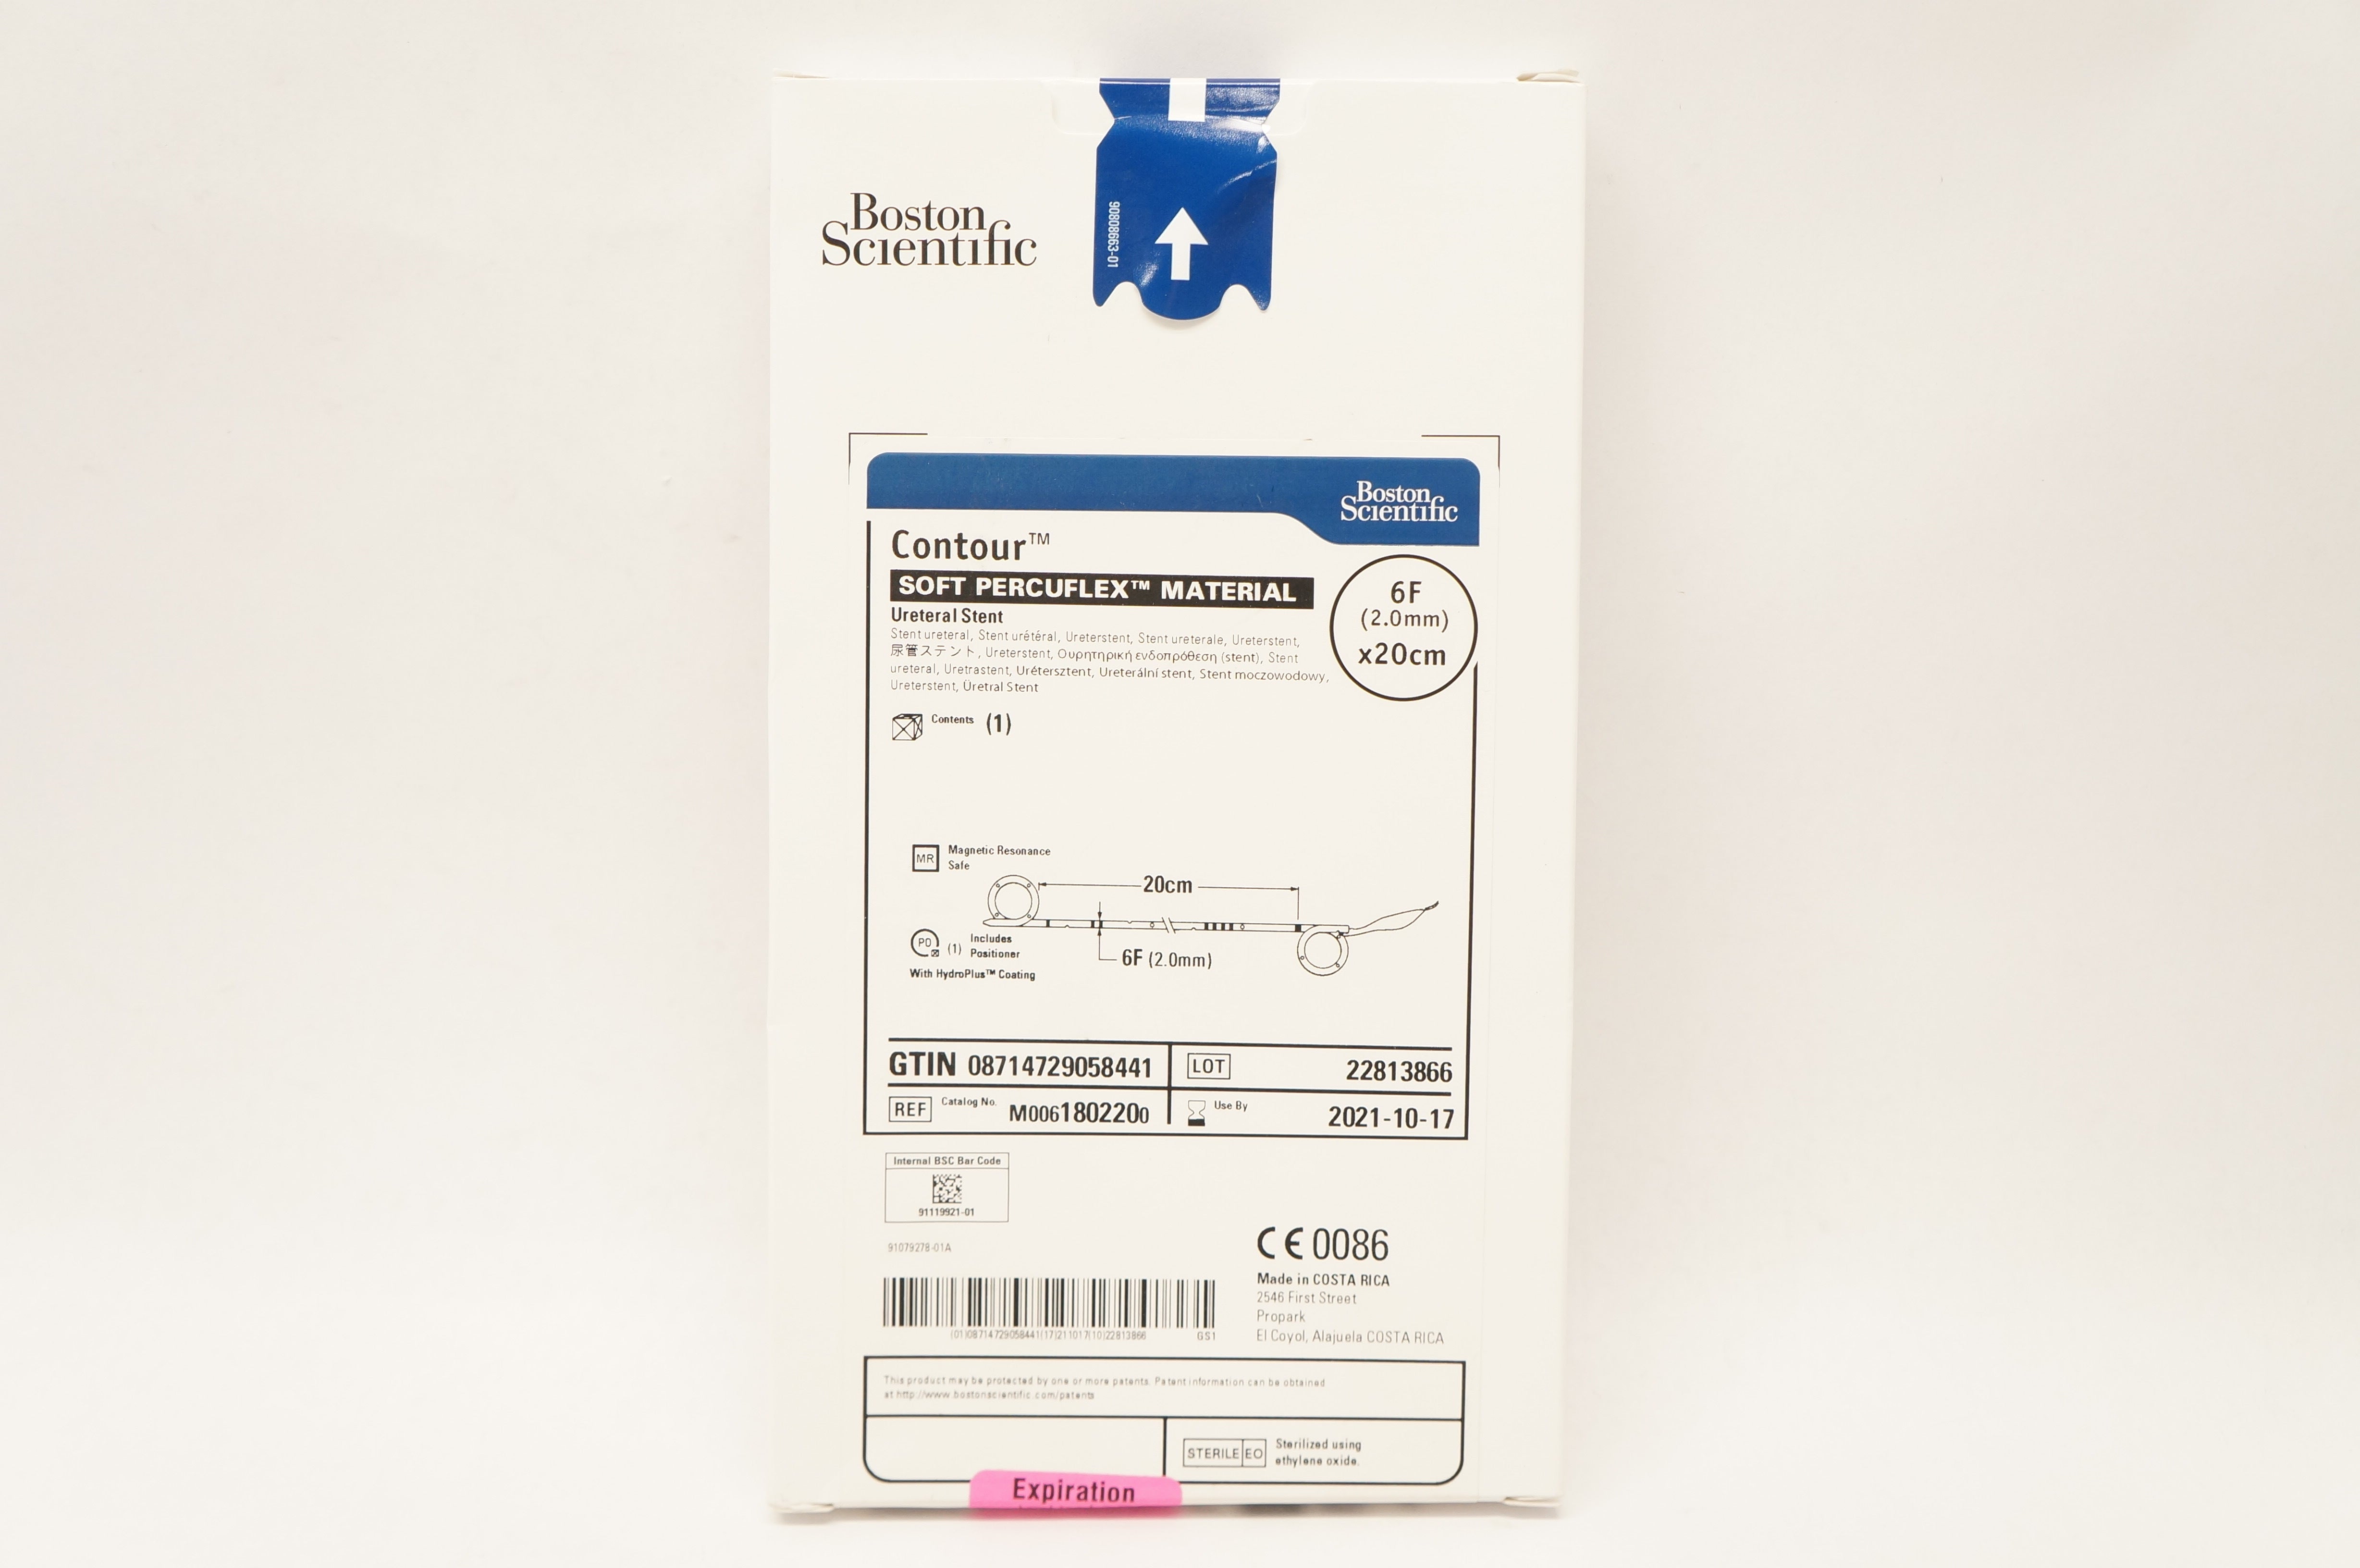 Boston
Scientific
90808663-01
Boston
Scientific
Contour™
SOFT PERCUFLEX™ MATERIAL
Ureteral Stent
Stent ureteral, Stent urétéral, Ureterstent, Stent ureterale, Ureterstent,
尿管ステント, Ureterstent, Ουρητηρική ενδοπρόθεση (stent), Stent
ureteral, Uretrastent, Urétersztent, Ureterální stent, Stent moczowodowy,
Ureterstent, Üretral Stent
6F
(2.0mm)
x20cm
Contents (1)
MR Magnetic Resonance
Safe
20cm
PD (1) Includes
Positioner
6F (2.0mm)
With HydroPlus™ Coating
GTIN 08714729058441
LOT 22813866
REF Catalog No. M0061802200
Use By 2021-10-17
Internal BSC Bar Code
91119921-01
91079278-01A
CE 0086
Made in COSTA RICA
2546 First Street
Propark
El Coyol, Alajuela COSTA RICA
(01)08714729058441(17)211017(10)22813866 GS1
This product may be protected by one or more patents. Patent information can be obtained
at http://www.bostonscientific.com/patents
STERILE EO Sterilized using
ethylene oxide.
Expiration